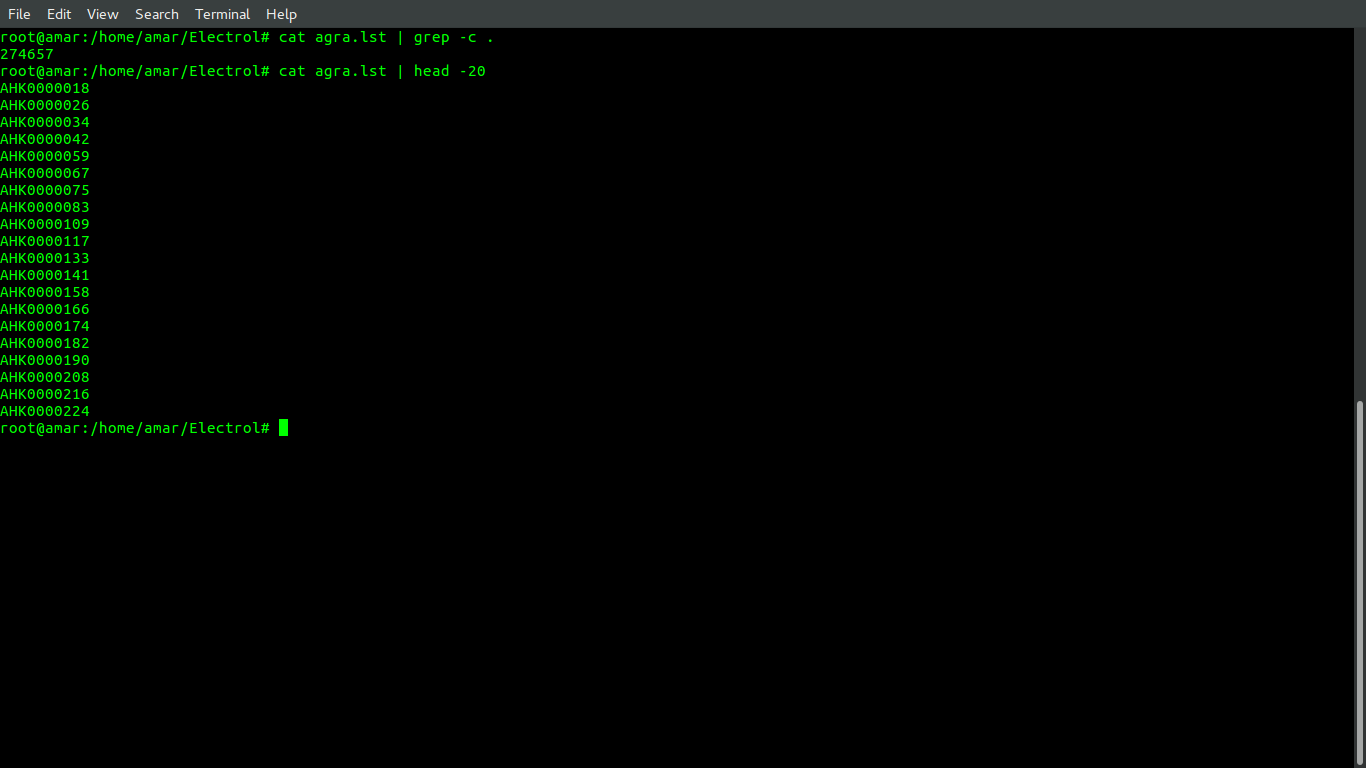 File Edit View Search Terminal Help
root@amar:/home/amar/Electrol# cat agra.lst | grep -c .
274657
root@amar:/home/amar/Electrol# cat agra.lst | head -20
AHK0000018
AHK0000026
AHK0000034
AHK0000042
AHK0000059
AHK0000067
AHK0000075
AHK0000083
AHK0000109
AHK0000117
AHK0000133
AHK0000141
AHK0000158
AHK0000166
AHK0000174
AHK0000182
AHK0000190
AHK0000208
AHK0000216
AHK0000224
root@amar:/home/amar/Electrol#